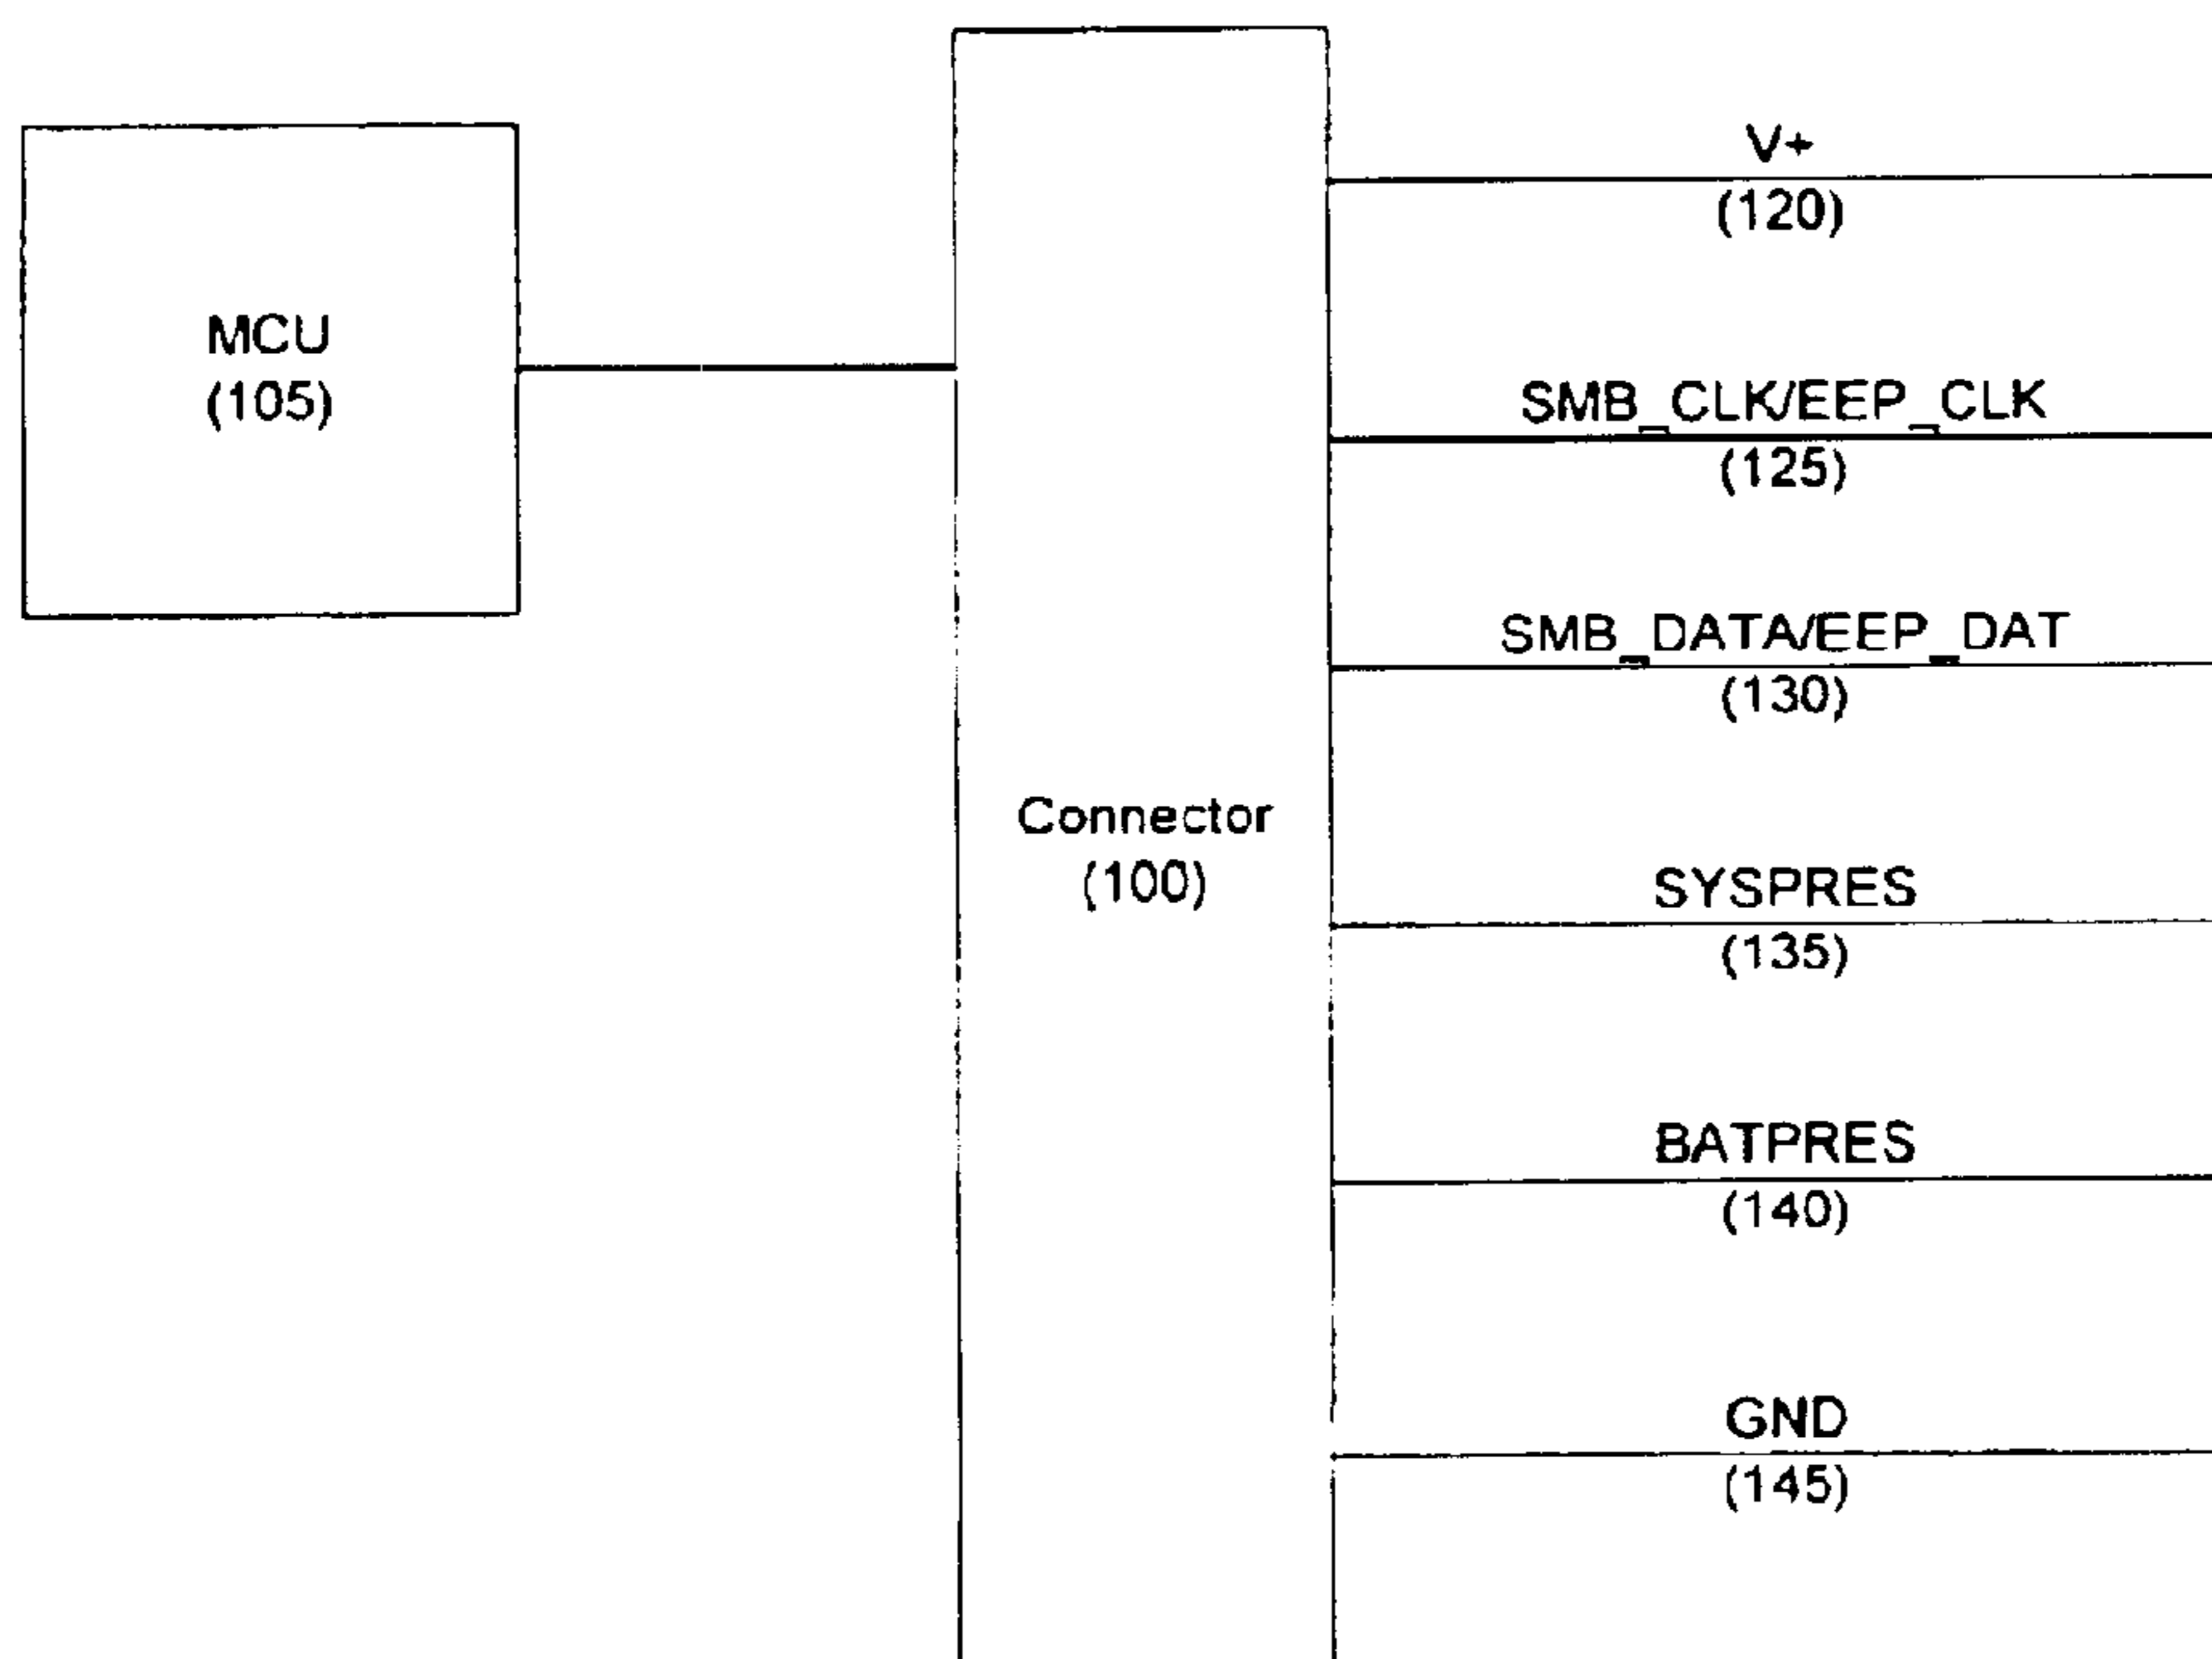 MCU
(105)
Connector
(100)
V+
(120)
SMB_CLK/EEP_CLK
(125)
SMB_DATA/EEP_DAT
(130)
SYSPRES
(135)
BATPRES
(140)
GND
(145)